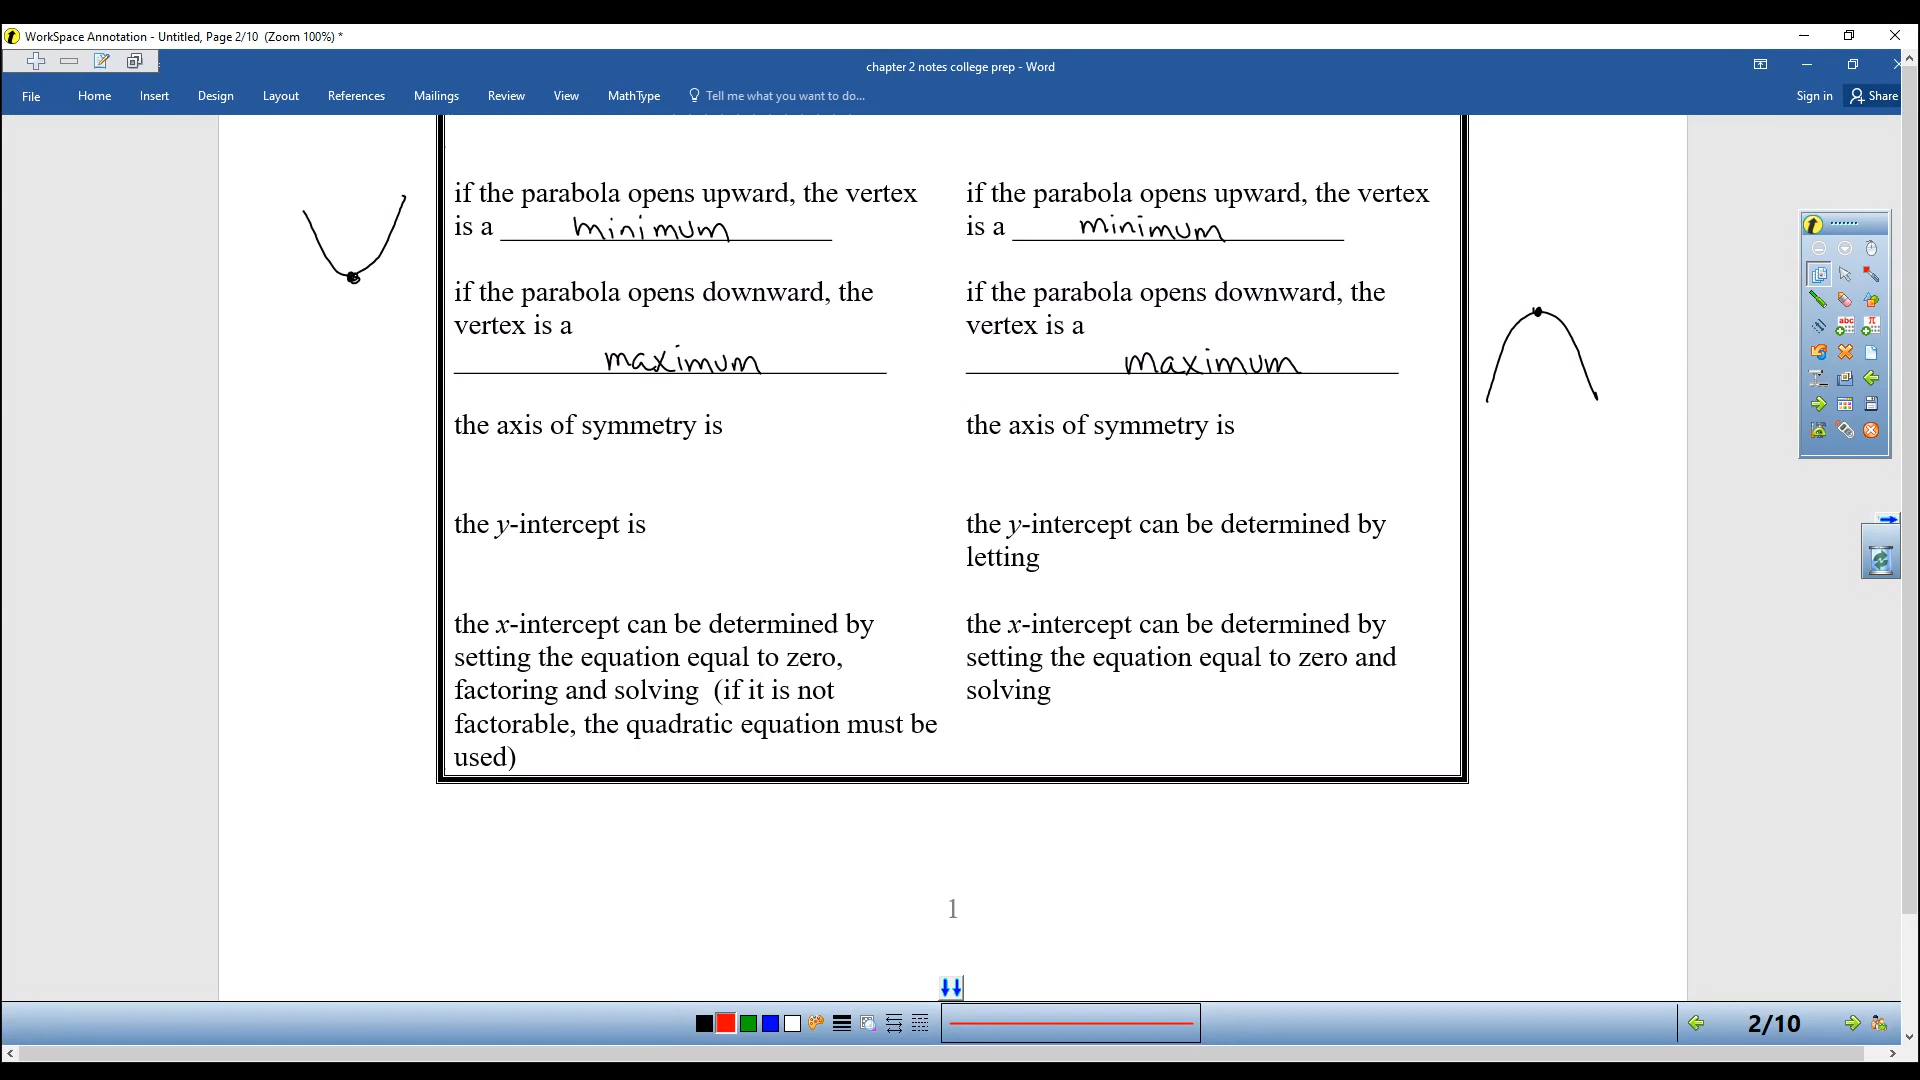 WorkSpace Annotation - Untitled, Page 2/10 (Zoom 100%) *
chapter 2 notes college prep - Word
File Home Insert Design Layout References Mailings Review View MathType Tell me what you want to do... Sign in Share
if the parabola opens upward, the vertex
is a minimum
if the parabola opens downward, the
vertex is a
maximum
the axis of symmetry is
the y-intercept is
the x-intercept can be determined by
setting the equation equal to zero,
factoring and solving (if it is not
factorable, the quadratic equation must be
used)
if the parabola opens upward, the vertex
is a minimum
if the parabola opens downward, the
vertex is a
maximum
the axis of symmetry is
the y-intercept can be determined by
letting
the x-intercept can be determined by
setting the equation equal to zero and
solving
1
abc
π
2/10